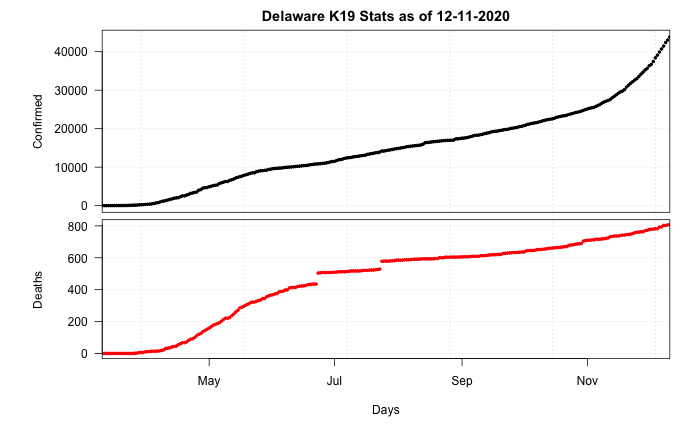 Delaware K19 Stats as of 12-11-2020
Confirmed
40000
30000
20000
10000
0
Deaths
800
600
400
200
0
May Jul Sep Nov
Days